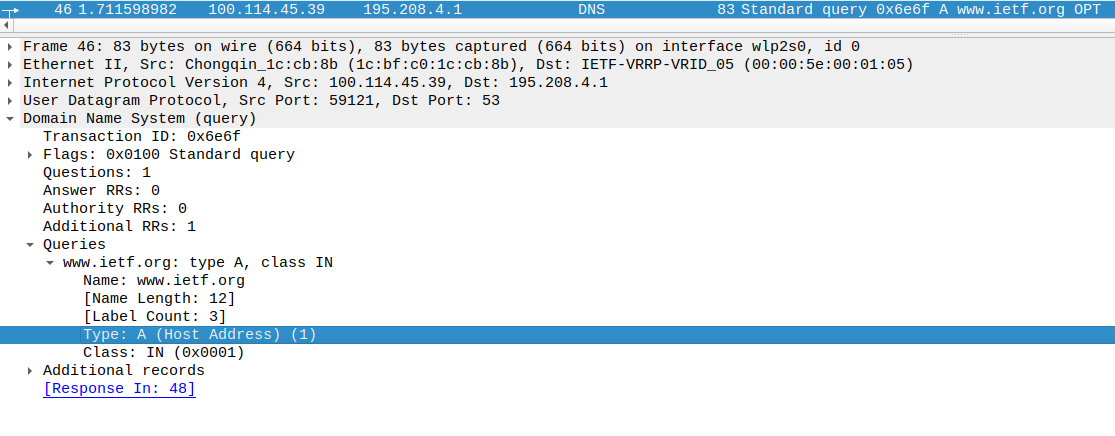 46 1.711598982 100.114.45.39 195.208.4.1 DNS 83 Standard query 0x6e6f A www.ietf.org OPT
Frame 46: 83 bytes on wire (664 bits), 83 bytes captured (664 bits) on interface wlp2s0, id 0
Ethernet II, Src: Chongqin_1c:cb:8b (1c:bf:c0:1c:cb:8b), Dst: IETF-VRRP-VRID_05 (00:00:5e:00:01:05)
Internet Protocol Version 4, Src: 100.114.45.39, Dst: 195.208.4.1
User Datagram Protocol, Src Port: 59121, Dst Port: 53
Domain Name System (query)
Transaction ID: 0x6e6f
Flags: 0x0100 Standard query
Questions: 1
Answer RRs: 0
Authority RRs: 0
Additional RRs: 1
Queries
www.ietf.org: type A, class IN
Name: www.ietf.org
[Name Length: 12]
[Label Count: 3]
Type: A (Host Address) (1)
Class: IN (0x0001)
Additional records
[Response In: 48]